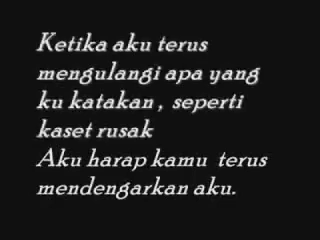 Ketika aku terus
mengulangi apa yang
ku katakan , seperti
kaset rusak
Aku harap kamu terus
mendengarkan aku.